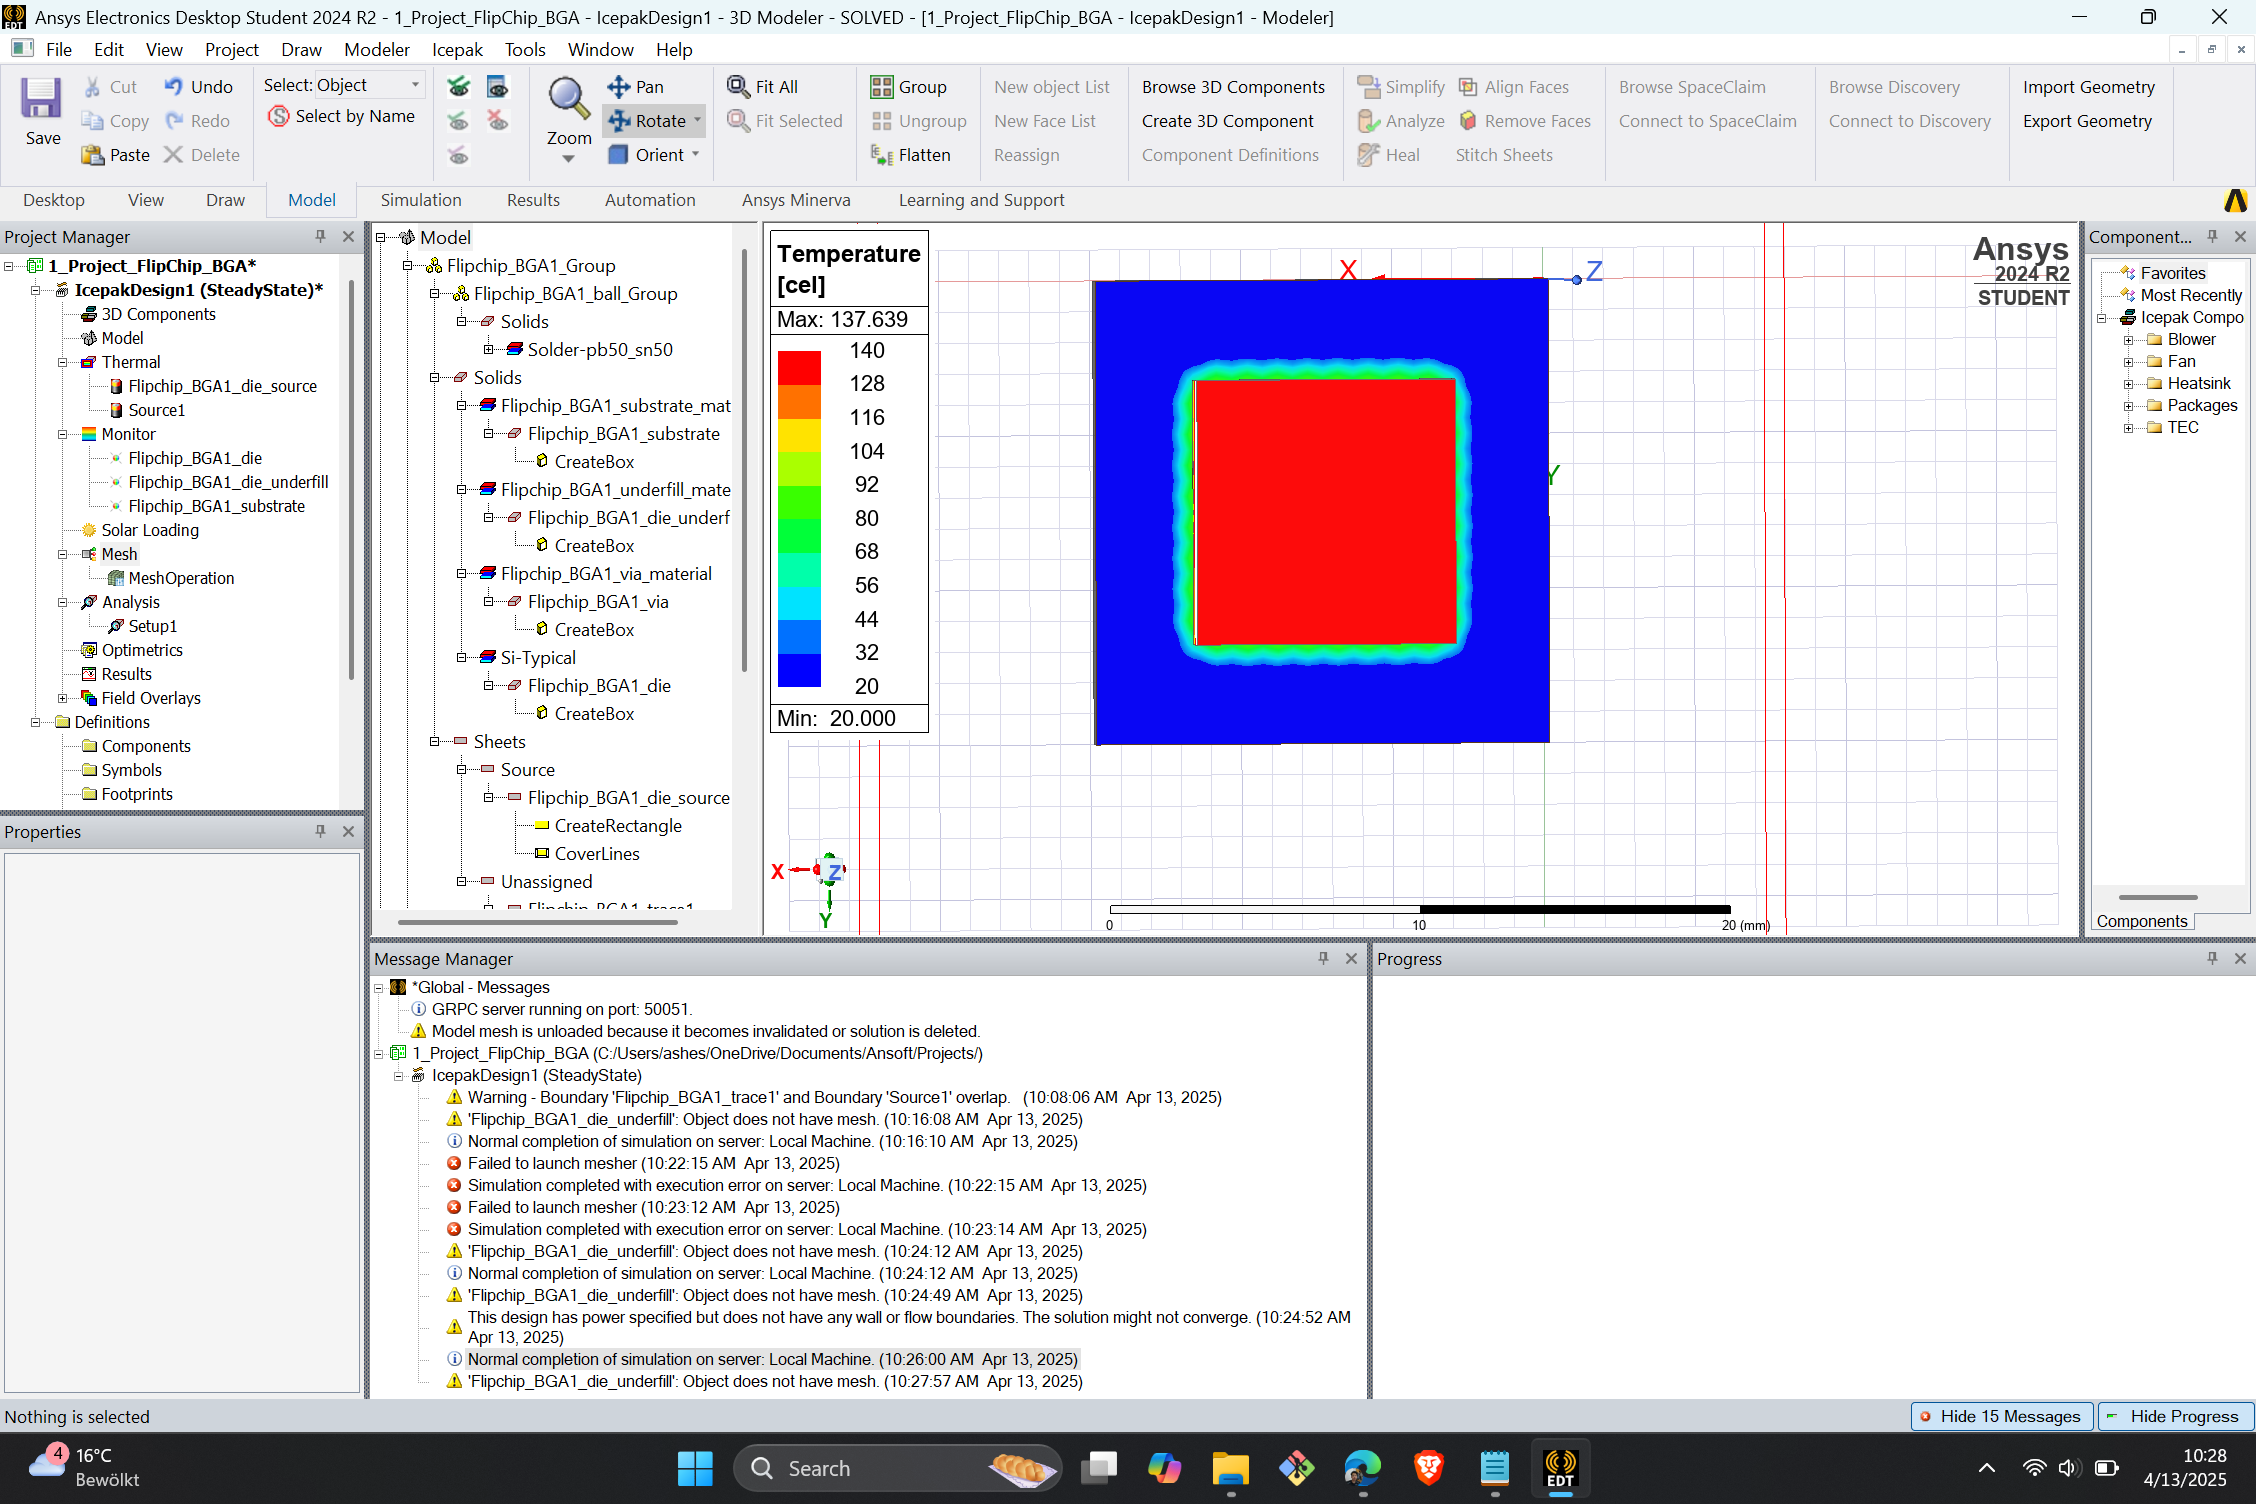 Ansys Electronics Desktop Student 2024 R2 - 1_Project_FlipChip_BGA - IcepakDesign1 - 3D Modeler - SOLVED - [1_Project_FlipChip_BGA - IcepakDesign1 - Modeler]
File Edit View Project Draw Modeler Icepak Tools Window Help
Save
Cut
Copy
Paste
Undo
Redo
Delete
Select: Object
Select by Name
Zoom
Pan
Rotate
Orient
Fit All
Fit Selected
Group
Ungroup
Flatten
New object List
New Face List
Reassign
Browse 3D Components
Create 3D Component
Component Definitions
Simplify
Analyze
Heal
Align Faces
Remove Faces
Stitch Sheets
Browse SpaceClaim
Connect to SpaceClaim
Browse Discovery
Connect to Discovery
Import Geometry
Export Geometry
Desktop View Draw Model Simulation Results Automation Ansys Minerva Learning and Support
Project Manager
1_Project_FlipChip_BGA*
IcepakDesign1 (SteadyState)*
3D Components
Model
Thermal
Flipchip_BGA1_die_source
Source1
Monitor
Flipchip_BGA1_die
Flipchip_BGA1_die_underfill
Flipchip_BGA1_substrate
Solar Loading
Mesh
MeshOperation
Analysis
Setup1
Optimetrics
Results
Field Overlays
Definitions
Components
Symbols
Footprints
Properties
Model
Flipchip_BGA1_Group
Flipchip_BGA1_ball_Group
Solids
Solder-pb50_sn50
Solids
Flipchip_BGA1_substrate_mat
Flipchip_BGA1_substrate
CreateBox
Flipchip_BGA1_underfill_mate
Flipchip_BGA1_die_underf
CreateBox
Flipchip_BGA1_via_material
Flipchip_BGA1_via
CreateBox
Si-Typical
Flipchip_BGA1_die
CreateBox
Sheets
Source
Flipchip_BGA1_die_source
CreateRectangle
CoverLines
Unassigned
Flipchip_BGA1_trace1
Temperature
[cel]
Max: 137.639
140
128
116
104
92
80
68
56
44
32
20
Min: 20.000
X
Z
Y
Ansys
2024 R2
STUDENT
X
Z
Y
0 10 20 (mm)
Component...
Favorites
Most Recently
Icepak Compo
Blower
Fan
Heatsink
Packages
TEC
Components
Message Manager
*Global - Messages
GRPC server running on port: 50051.
Model mesh is unloaded because it becomes invalidated or solution is deleted.
1_Project_FlipChip_BGA (C:/Users/ashes/OneDrive/Documents/Ansoft/Projects/)
IcepakDesign1 (SteadyState)
Warning - Boundary 'Flipchip_BGA1_trace1' and Boundary 'Source1' overlap. (10:08:06 AM Apr 13, 2025)
'Flipchip_BGA1_die_underfill': Object does not have mesh. (10:16:08 AM Apr 13, 2025)
Normal completion of simulation on server: Local Machine. (10:16:10 AM Apr 13, 2025)
Failed to launch mesher (10:22:15 AM Apr 13, 2025)
Simulation completed with execution error on server: Local Machine. (10:22:15 AM Apr 13, 2025)
Failed to launch mesher (10:23:12 AM Apr 13, 2025)
Simulation completed with execution error on server: Local Machine. (10:23:14 AM Apr 13, 2025)
'Flipchip_BGA1_die_underfill': Object does not have mesh. (10:24:12 AM Apr 13, 2025)
Normal completion of simulation on server: Local Machine. (10:24:12 AM Apr 13, 2025)
'Flipchip_BGA1_die_underfill': Object does not have mesh. (10:24:49 AM Apr 13, 2025)
This design has power specified but does not have any wall or flow boundaries. The solution might not converge. (10:24:52 AM
Apr 13, 2025)
Normal completion of simulation on server: Local Machine. (10:26:00 AM Apr 13, 2025)
'Flipchip_BGA1_die_underfill': Object does not have mesh. (10:27:57 AM Apr 13, 2025)
Progress
Nothing is selected
Hide 15 Messages
Hide Progress
4
16°C
Bewölkt
Search
EDT
10:28
4/13/2025